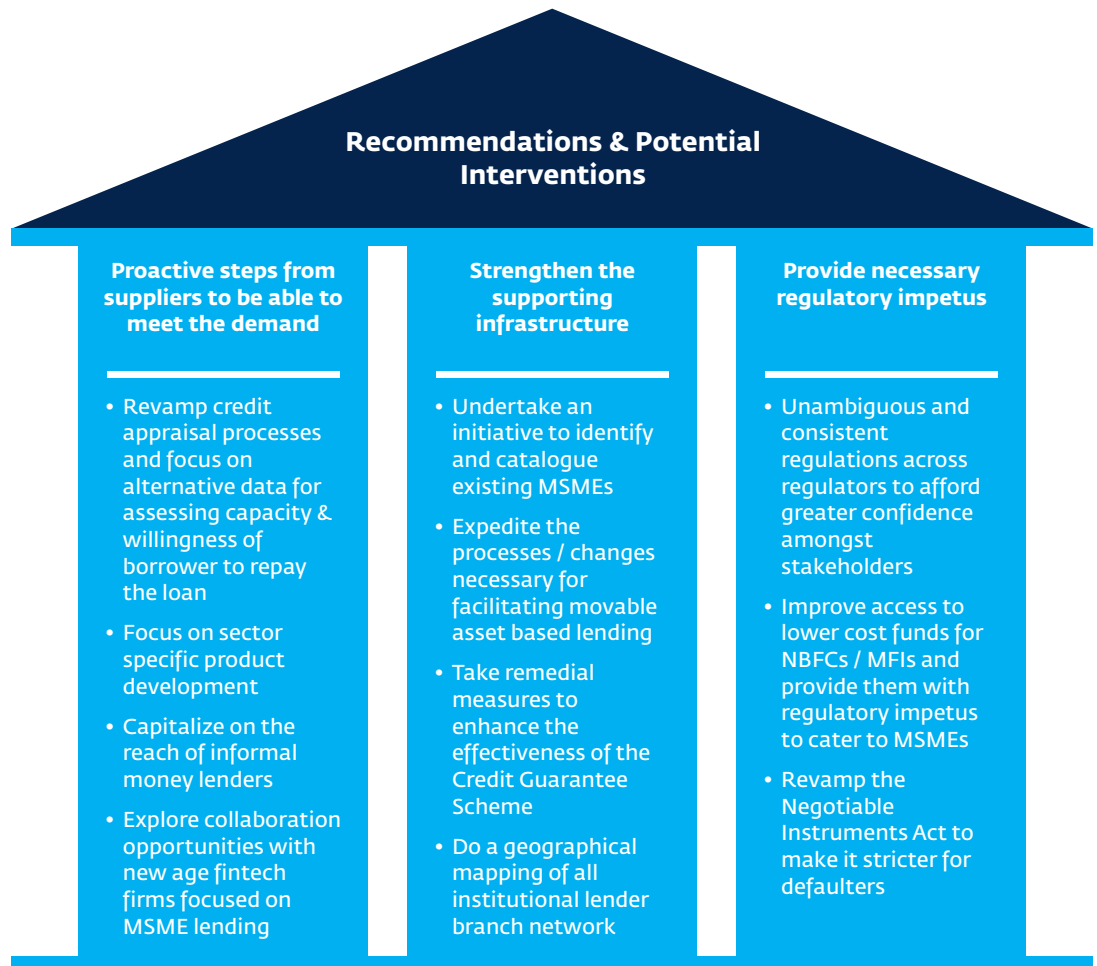 Recommendations & Potential
Interventions
Proactive steps from
suppliers to be able to
meet the demand
• Revamp credit
appraisal processes
and focus on
alternative data for
assessing capacity &
willingness of
borrower to repay
the loan
• Focus on sector
specific product
development
• Capitalize on the
reach of informal
money lenders
• Explore collaboration
opportunities with
new age fintech
firms focused on
MSME lending
Strengthen the
supporting
infrastructure
• Undertake an
initiative to identify
and catalogue
existing MSMEs
• Expedite the
processes / changes
necessary for
facilitating movable
asset based lending
• Take remedial
measures to
enhance the
effectiveness of the
Credit Guarantee
Scheme
• Do a geographical
mapping of all
institutional lender
branch network
Provide necessary
regulatory impetus
• Unambiguous and
consistent
regulations across
regulators to afford
greater confidence
amongst
stakeholders
• Improve access to
lower cost funds for
NBFCs / MFIs and
provide them with
regulatory impetus
to cater to MSMEs
• Revamp the
Negotiable
Instruments Act to
make it stricter for
defaulters